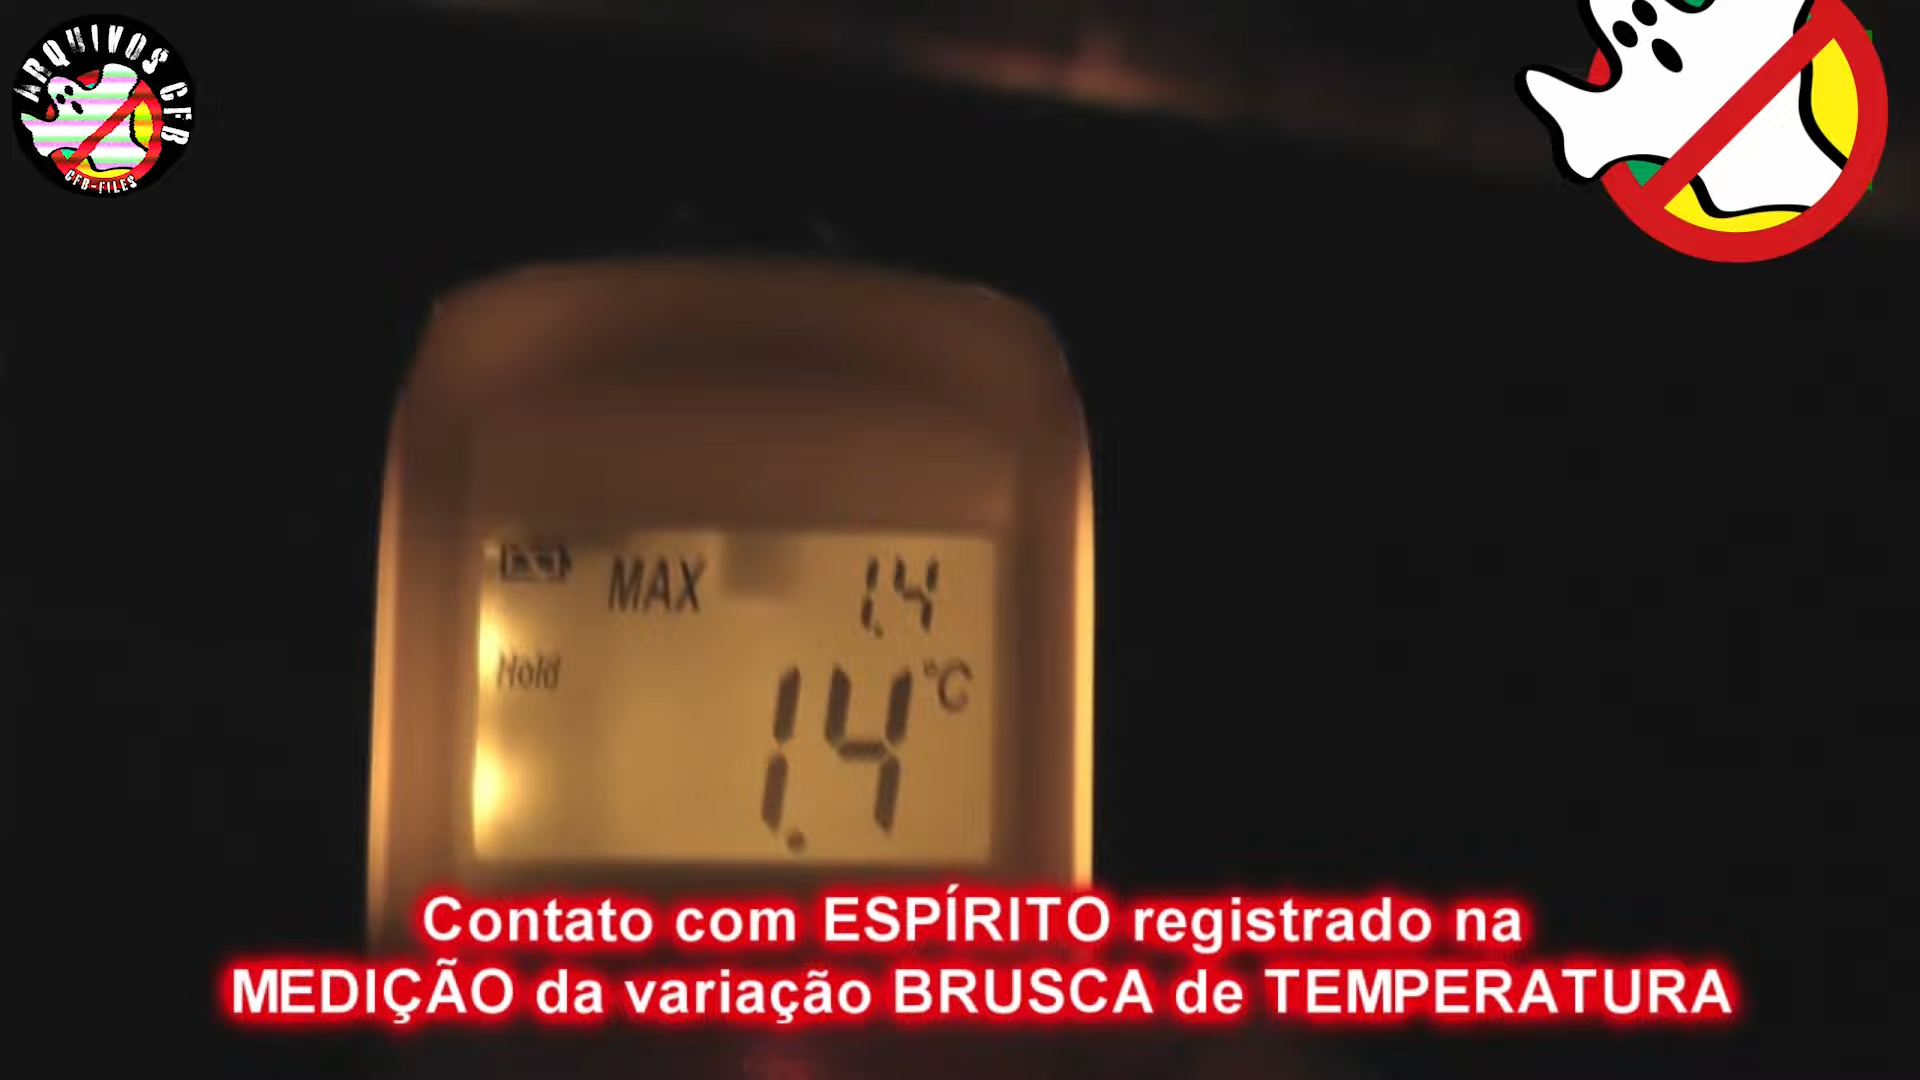 ARQUIVOS CFB
CFB-FILES
MAX 1.4
Hold
1.4 °C
Contato com ESPÍRITO registrado na
MEDIÇÃO da variação BRUSCA de TEMPERATURA